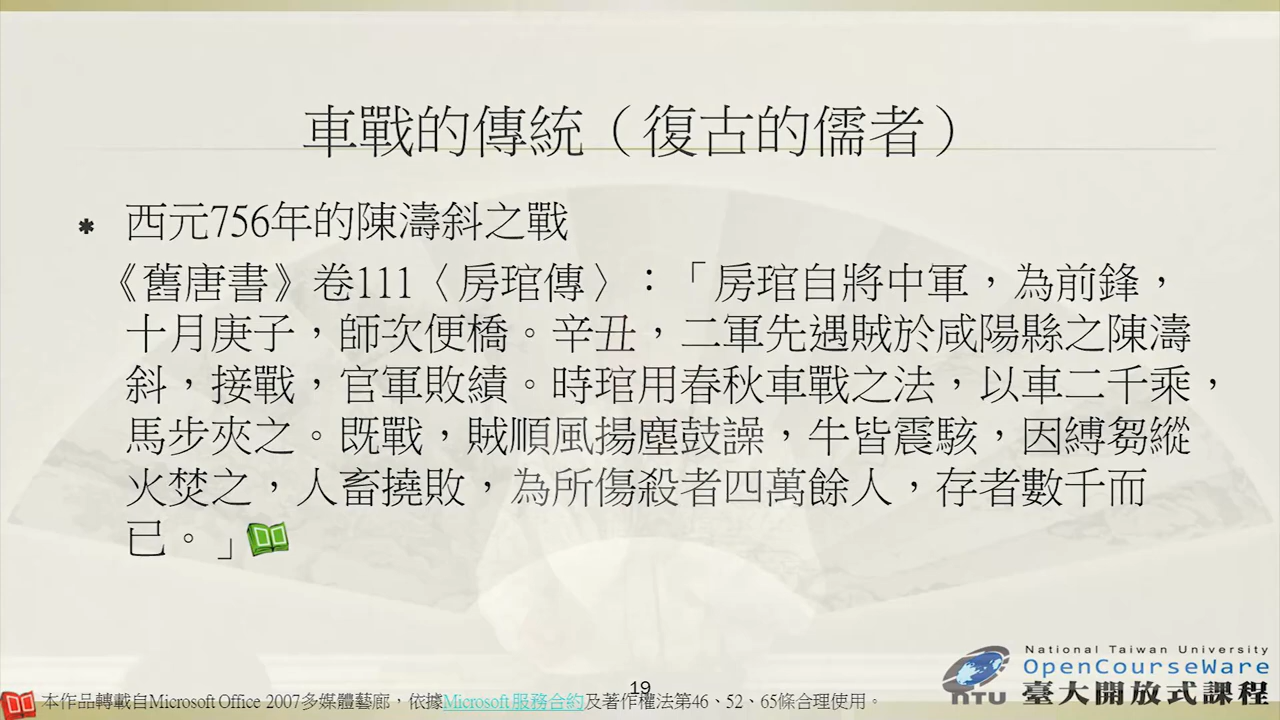 車戰的傳統（復古的儒者）
西元756年的陳濤斜之戰
《舊唐書》卷111〈房琯傳〉：「房琯自將中軍，為前鋒，
十月庚子，師次便橋。辛丑，二軍先遇賊於咸陽縣之陳濤
斜，接戰，官軍敗績。時琯用春秋車戰之法，以車二千乘，
馬步夾之。既戰，賊順風揚塵鼓譟，牛皆震駭，因縛芻縱
火焚之，人畜撓敗，為所傷殺者四萬餘人，存者數千而
已。」
National Taiwan University
OpenCourseWare
NTU 臺大開放式課程
19
本作品轉載自Microsoft Office 2007多媒體藝廊，依據Microsoft服務合約及著作權法第46、52、65條合理使用。